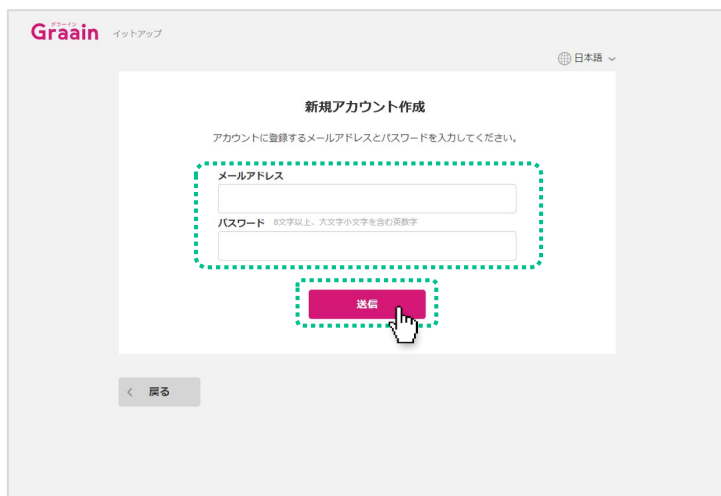 グラーイン
Graain イットアップ
日本語
新規アカウント作成
アカウントに登録するメールアドレスとパスワードを入力してください。
メールアドレス
パスワード 8文字以上、大文字小文字を含む英数字
送信
戻る